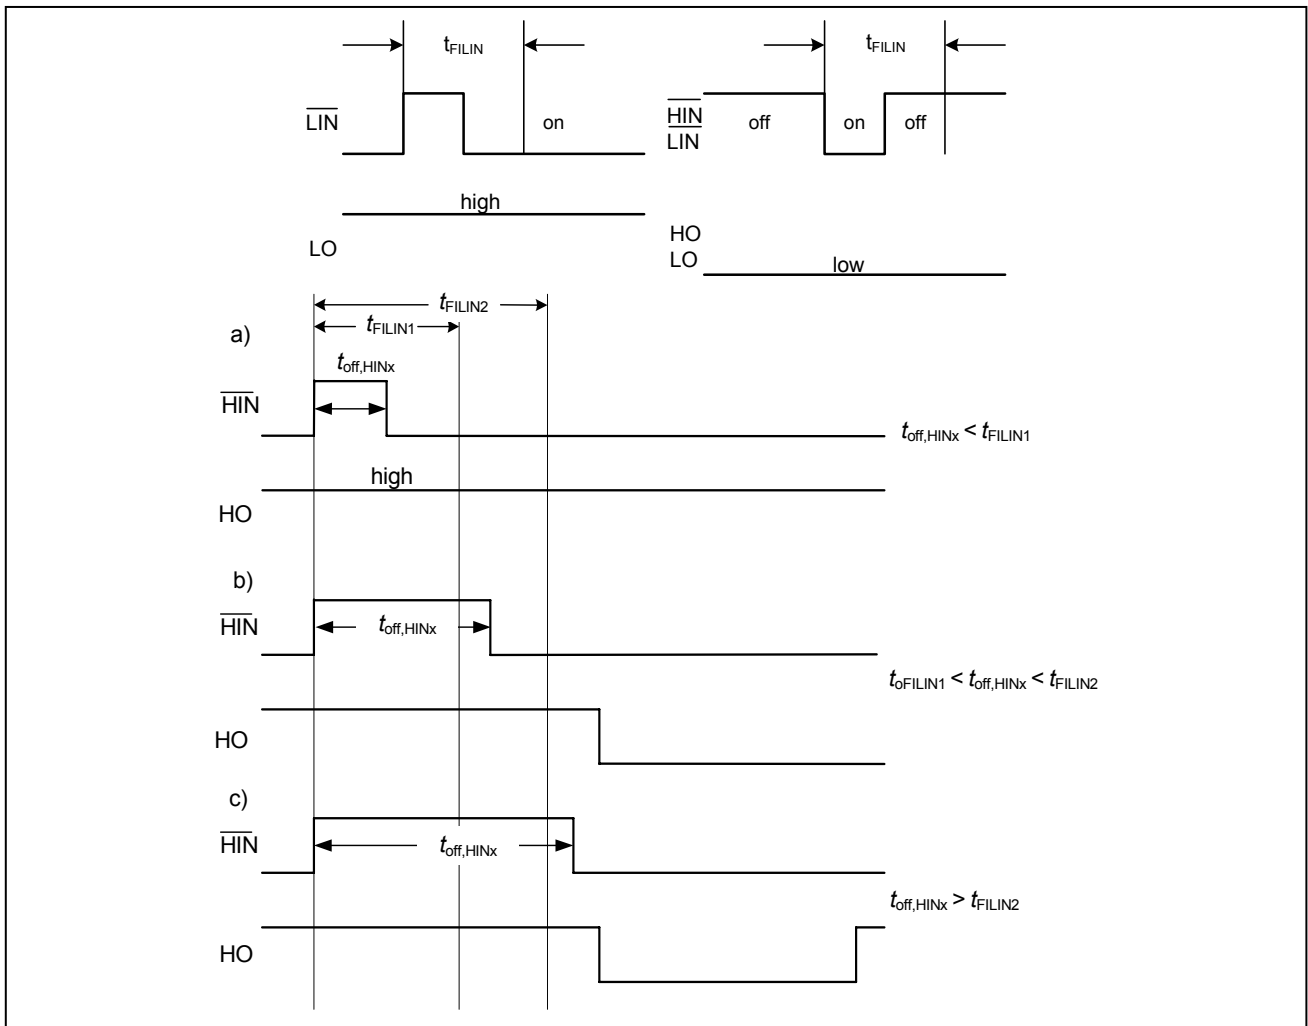 tFILIN
tFILIN
LIN
on
HIN
LIN
off
on
off
high
LO
HO
LO
low
tFILIN2
tFILIN1
a)
toff,HINx
HIN
toff,HINx < tFILIN1
high
HO
b)
HIN
toff,HINx
toFILIN1 < toff,HINx < tFILIN2
HO
c)
HIN
toff,HINx
toff,HINx > tFILIN2
HO